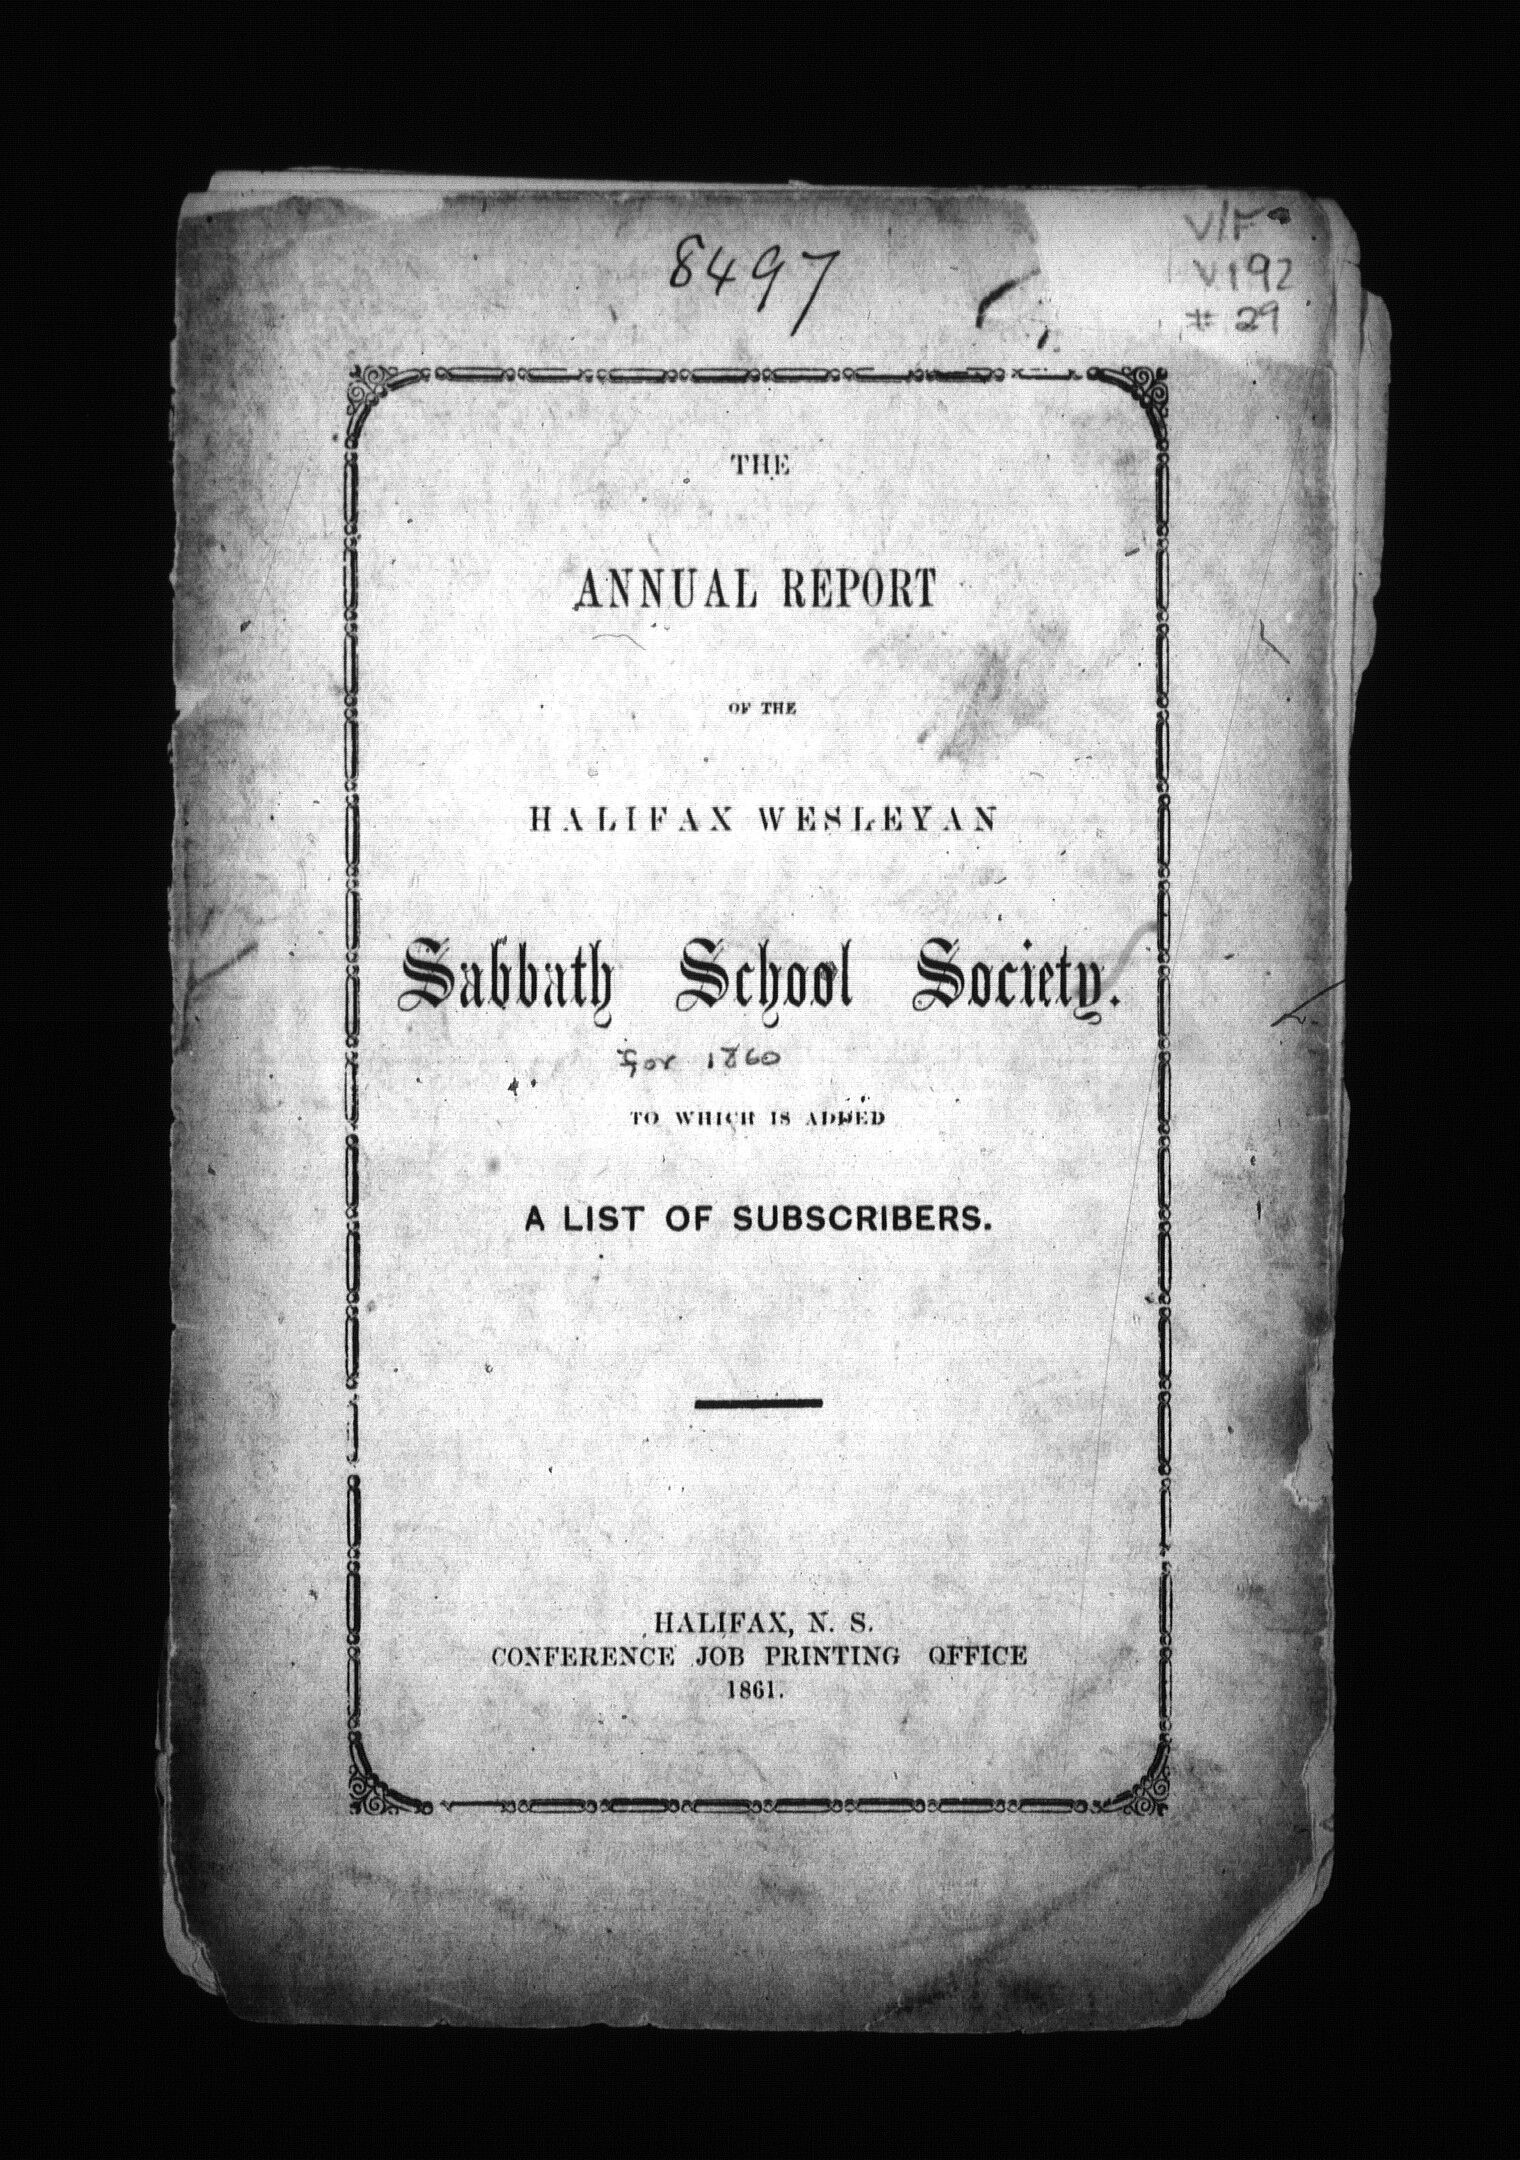 8497
V/F
V192
# 29
THE
ANNUAL REPORT
OF THE
HALIFAX WESLEYAN
Sabbath School Society.
for 1860
TO WHICH IS ADDED
A LIST OF SUBSCRIBERS.
HALIFAX, N. S.
CONFERENCE JOB PRINTING OFFICE
1861.